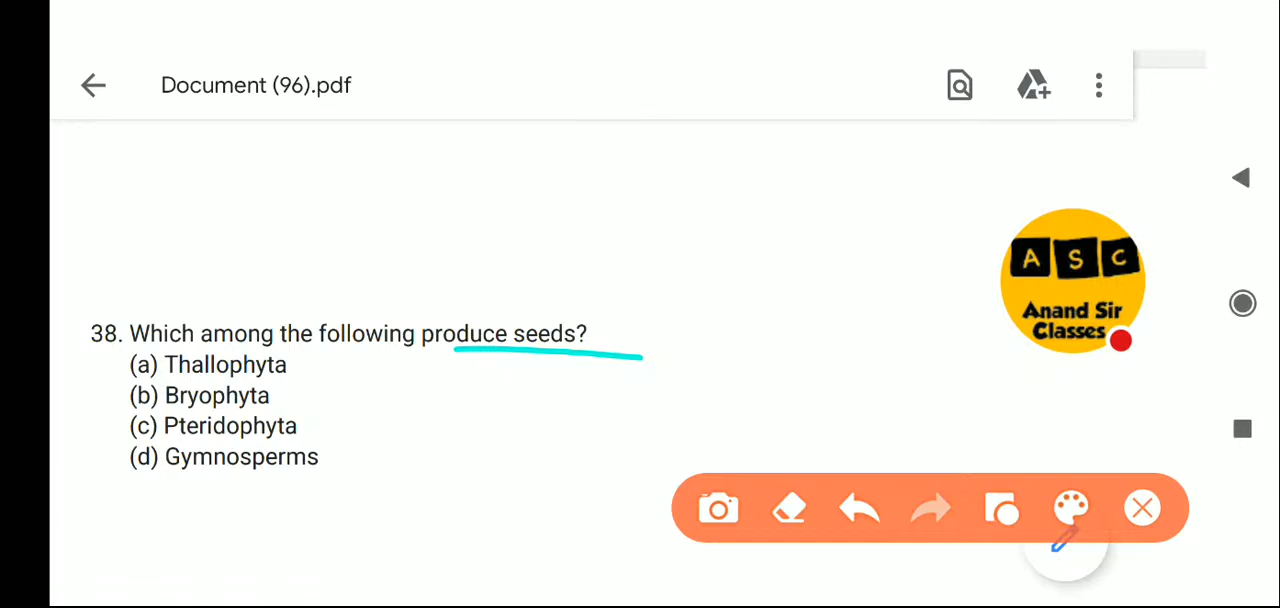 Document (96).pdf
A S C
Anand Sir
Classes
38. Which among the following produce seeds?
(a) Thallophyta
(b) Bryophyta
(c) Pteridophyta
(d) Gymnosperms